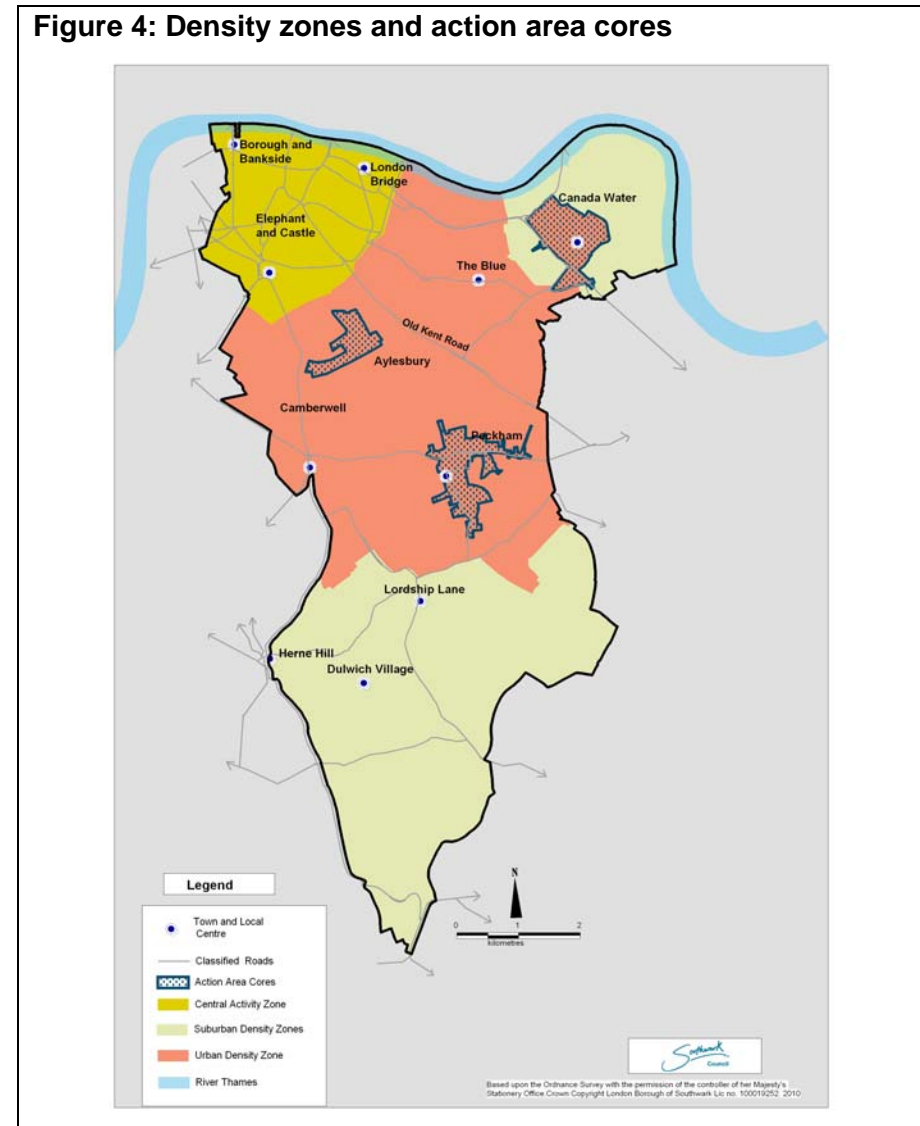 Figure 4: Density zones and action area cores
Borough and
Bankside
London
Bridge
Canada Water
Elephant
and Castle
The Blue
Old Kent Road
Aylesbury
Camberwell
Peckham
Lordship Lane
Herne Hill
Dulwich Village
N
0 1 2
kilometres
Legend
Town and Local
Centre
Classified Roads
Action Area Cores
Central Activity Zone
Suburban Density Zones
Urban Density Zone
River Thames
Southwark
Council
Based upon the Ordnance Survey with the permission of the controller of her Majesty's
Stationery Office Crown Copyright London Borough of Southwark Lic no. 100019252. 2010